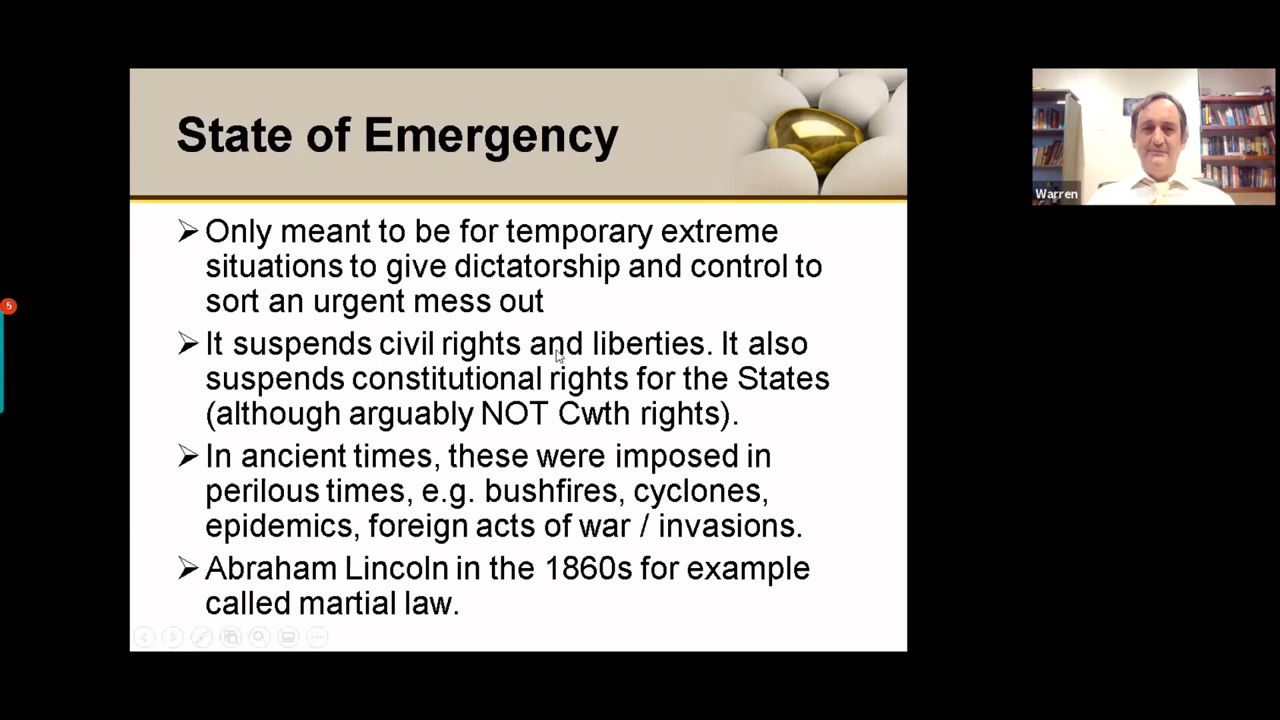 State of Emergency
Only meant to be for temporary extreme
situations to give dictatorship and control to
sort an urgent mess out
It suspends civil rights and liberties. It also
suspends constitutional rights for the States
(although arguably NOT Cwth rights).
In ancient times, these were imposed in
perilous times, e.g. bushfires, cyclones,
epidemics, foreign acts of war / invasions.
Abraham Lincoln in the 1860s for example
called martial law.
Warren
5